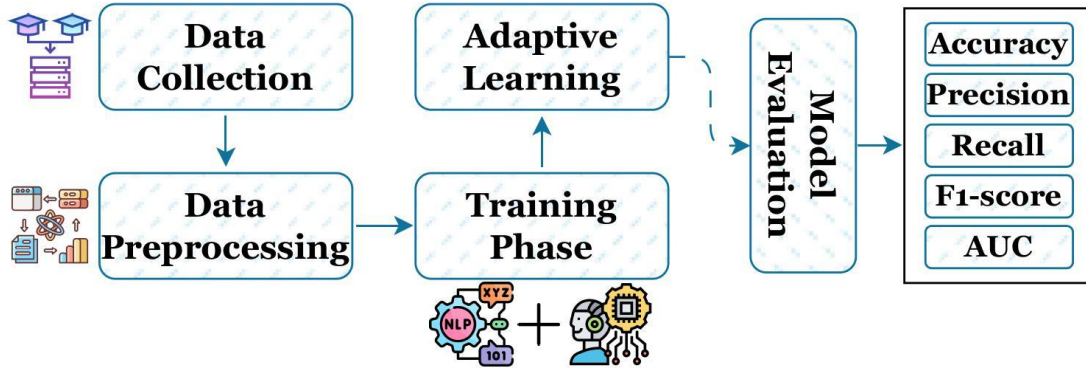 Data
Collection
Data
Preprocessing
Training
Phase
Adaptive
Learning
Model
Evaluation
Accuracy
Precision
Recall
F1-score
AUC
NLP
XYZ
101